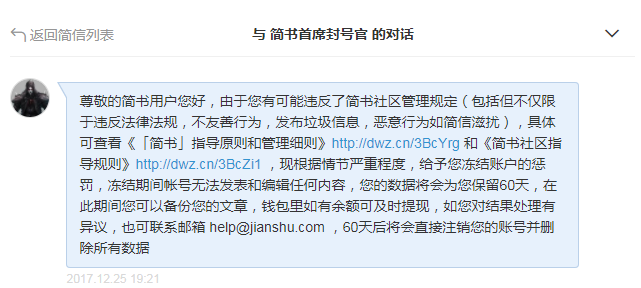 返回简信列表
与 简书首席封号官 的对话
尊敬的简书用户您好，由于您有可能违反了简书社区管理规定（包括但不仅限
于违反法律法规，不友善行为，发布垃圾信息，恶意行为如简信滋扰），具体
可查看《「简书」指导原则和管理细则》http://dwz.cn/3BcYrg 和《简书社区指
导规则》http://dwz.cn/3BcZi1 ，现根据情节严重程度，给予您冻结账户的惩
罚，冻结期间帐号无法发表和编辑任何内容，您的数据将会为您保留60天，在
此期间您可以备份您的文章，钱包里如有余额可及时提现，如您对结果处理有
异议，也可联系邮箱 help@jianshu.com ，60天后将会直接注销您的账号并删
除所有数据
2017.12.25 19:21